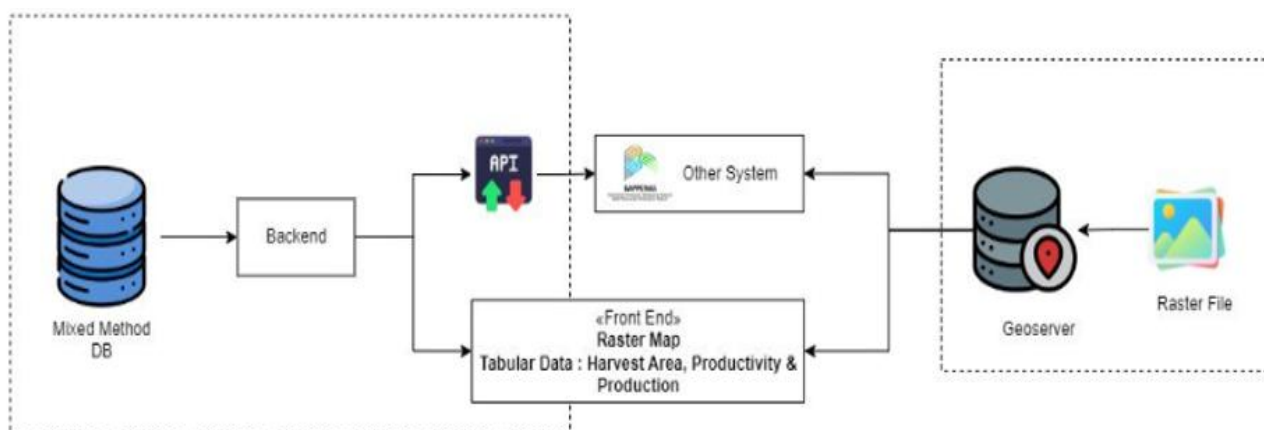 Mixed Method
DB
Backend
API
BAPPENAS
Other System
«Front End»
Raster Map
Tabular Data : Harvest Area, Productivity &
Production
Geoserver
Raster File